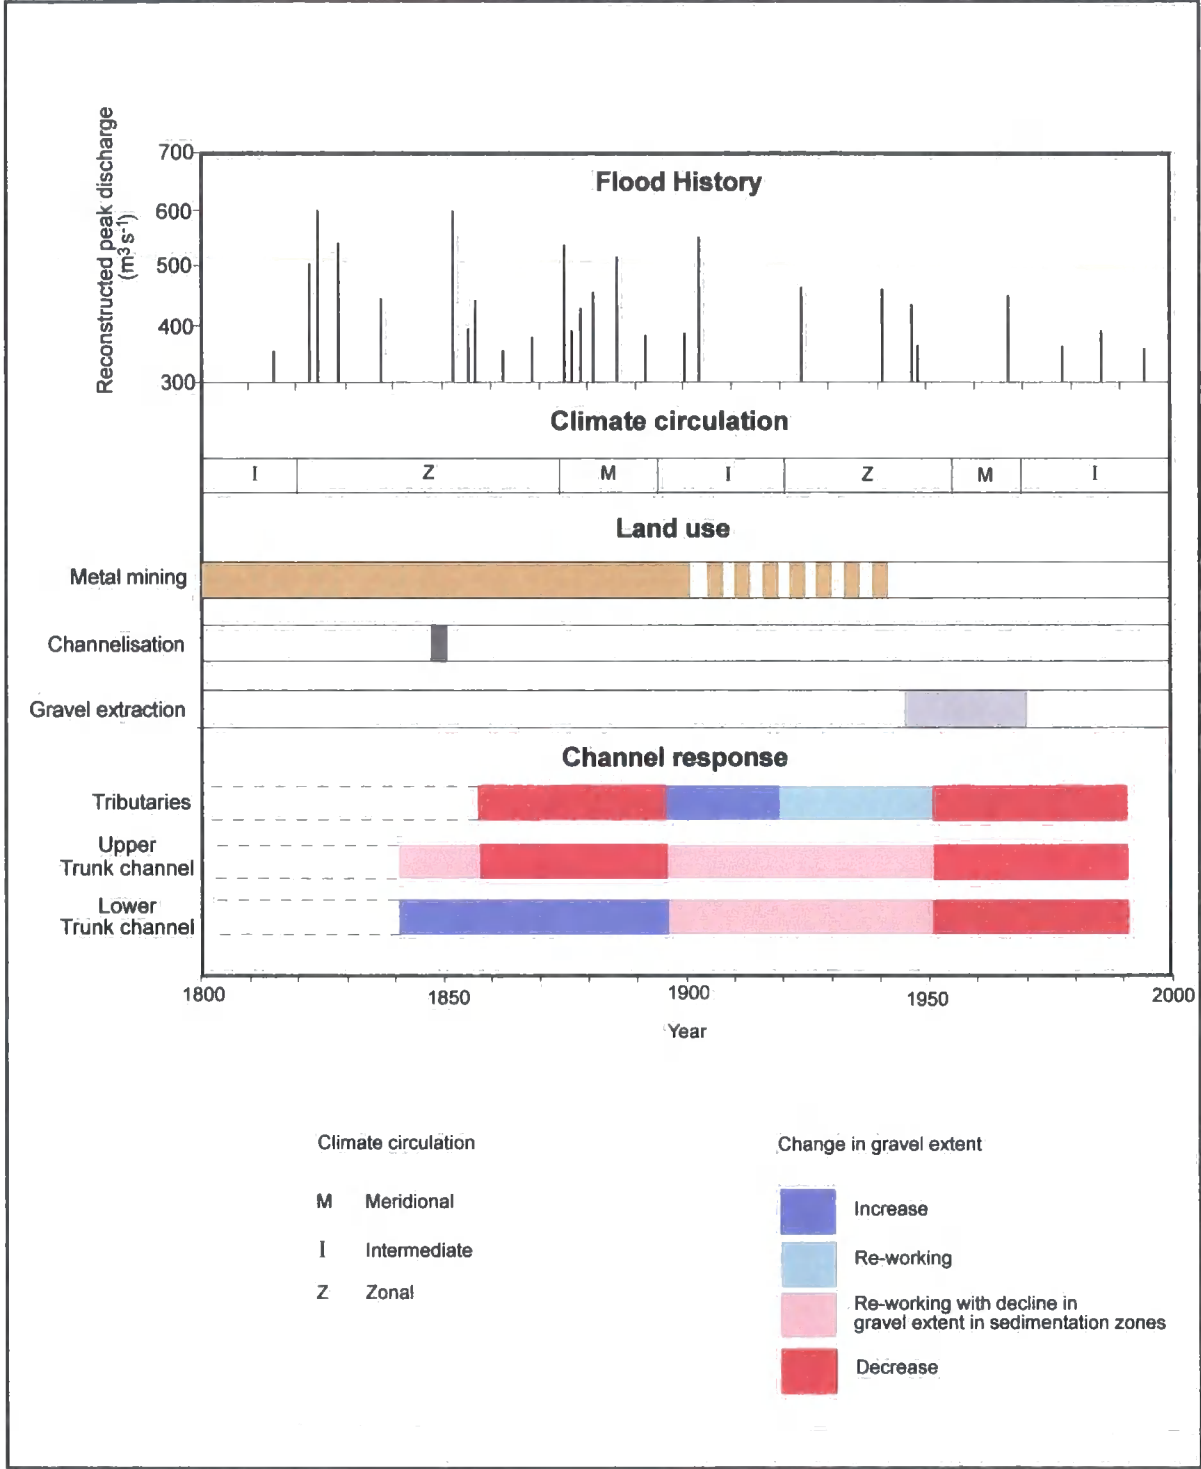 Reconstructed peak discharge
(m³ s⁻¹)
700
600
500
400
300
Flood History
Climate circulation
I Z M I Z M I
Land use
Metal mining
Channelisation
Gravel extraction
Channel response
Tributaries
Upper
Trunk channel
Lower
Trunk channel
1800 1850 1900 1950 2000
Year
Climate circulation
M Meridional
I Intermediate
Z Zonal
Change in gravel extent
Increase
Re-working
Re-working with decline in
gravel extent in sedimentation zones
Decrease